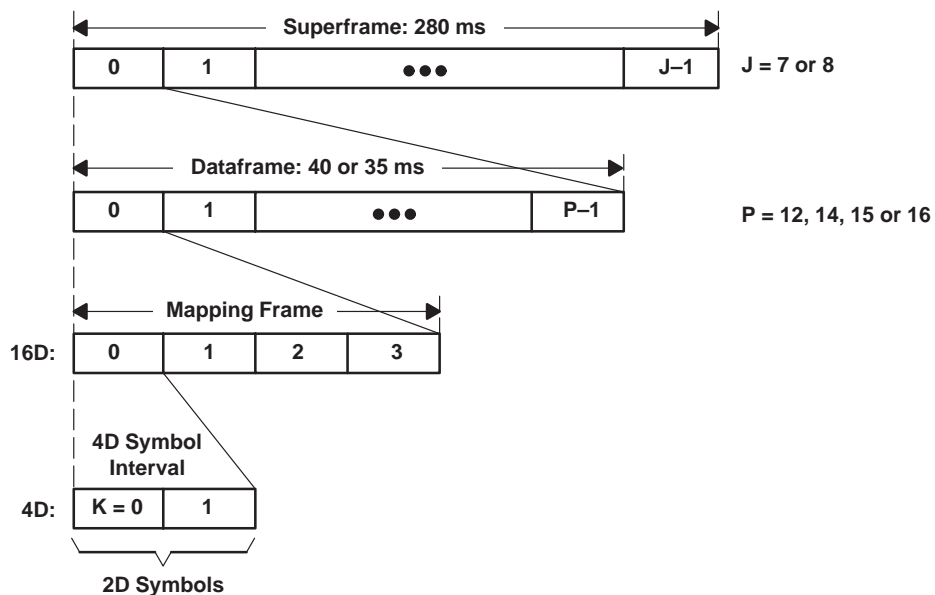 Superframe: 280 ms
0 1 ●●● J–1 J = 7 or 8
Dataframe: 40 or 35 ms
0 1 ●●● P–1 P = 12, 14, 15 or 16
Mapping Frame
16D: 0 1 2 3
4D Symbol
Interval
4D: K = 0 1
2D Symbols